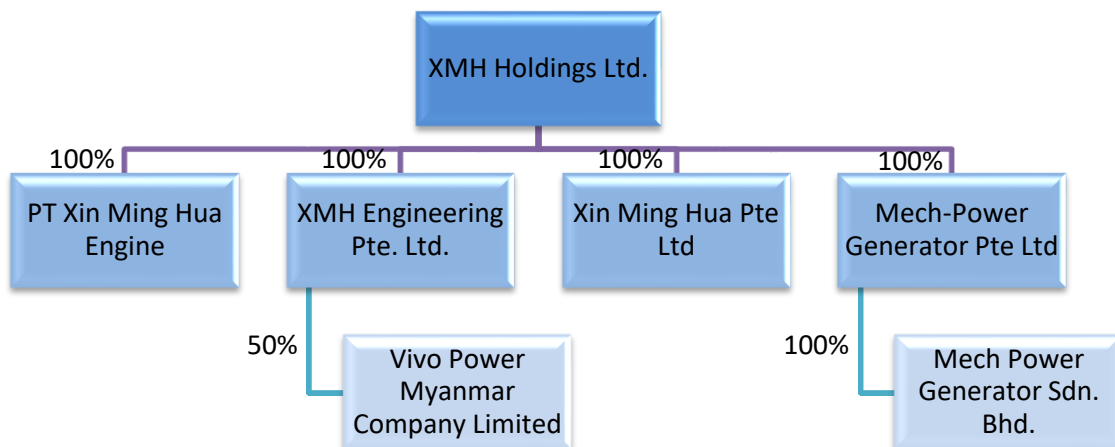 XMH Holdings Ltd.
100%
100%
100%
100%
PT Xin Ming Hua
Engine
XMH Engineering
Pte. Ltd.
Xin Ming Hua Pte
Ltd
Mech-Power
Generator Pte Ltd
50%
Vivo Power
Myanmar
Company Limited
100%
Mech Power
Generator Sdn.
Bhd.